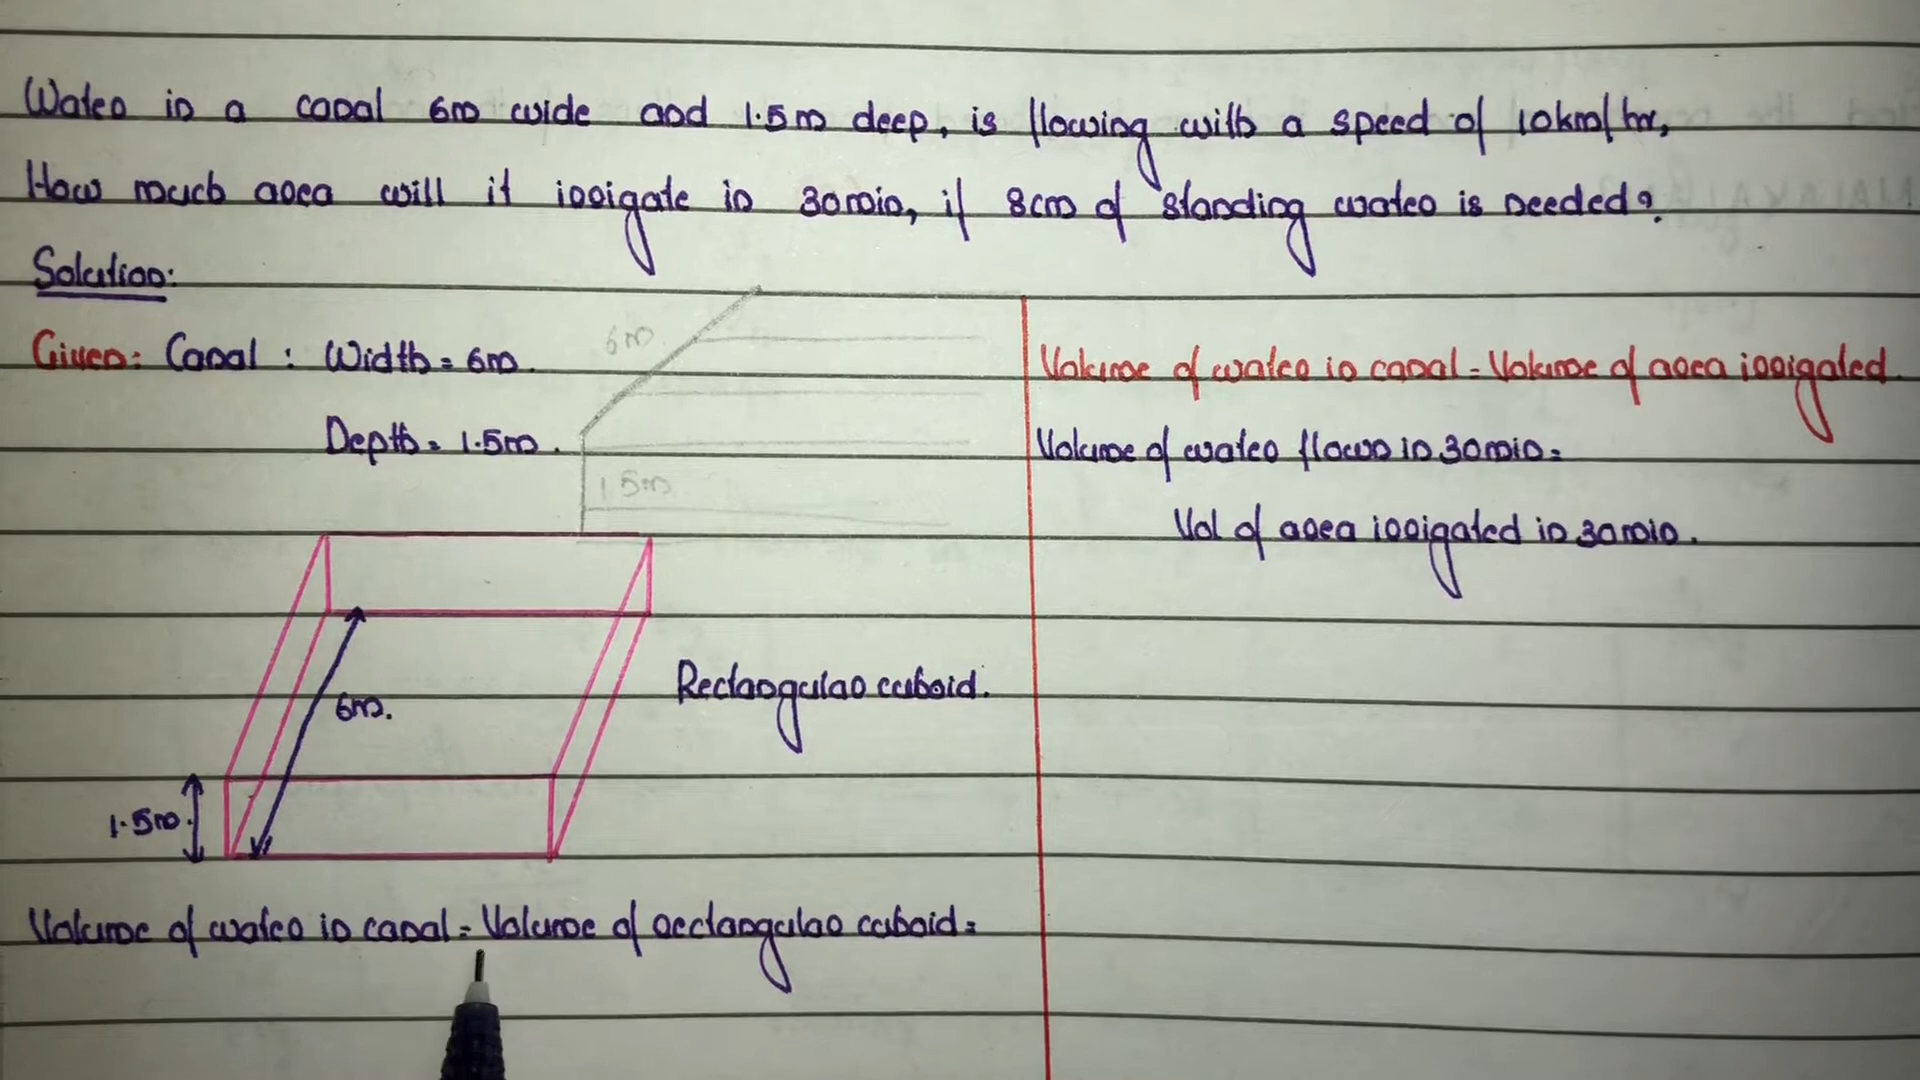 Water in a canal 6m wide and 1.5m deep, is flowing with a speed of 10km/hr,
How much area will it irrigate in 30min, if 8cm of standing water is needed?
Solution:
Given: Canal : Width = 6m.
Depth = 1.5m.
6m
1.5m
6m.
1.5m.
Rectangular cuboid.
Volume of water in canal = Volume of rectangular cuboid =
Volume of water in canal = Volume of area irrigated.
Volume of water flows in 30min =
Vol of area irrigated in 30min.